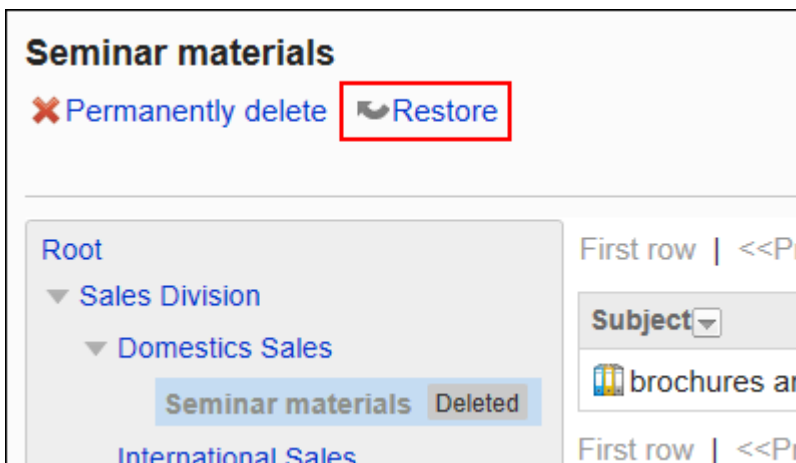 Seminar materials
Permanently delete Restore
Root
Sales Division
Domestics Sales
Seminar materials Deleted
International Sales
First row | <<P
Subject
brochures
First row | <<P